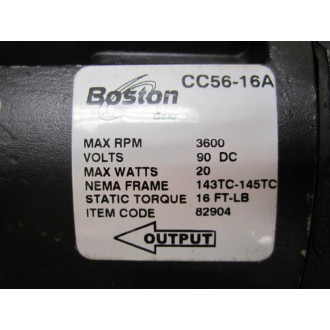 Boston
CC56-16A
Gear
MAX RPM 3600
VOLTS 90 DC
MAX WATTS 20
NEMA FRAME 143TC-145TC
STATIC TORQUE 16 FT-LB
ITEM CODE 82904
OUTPUT